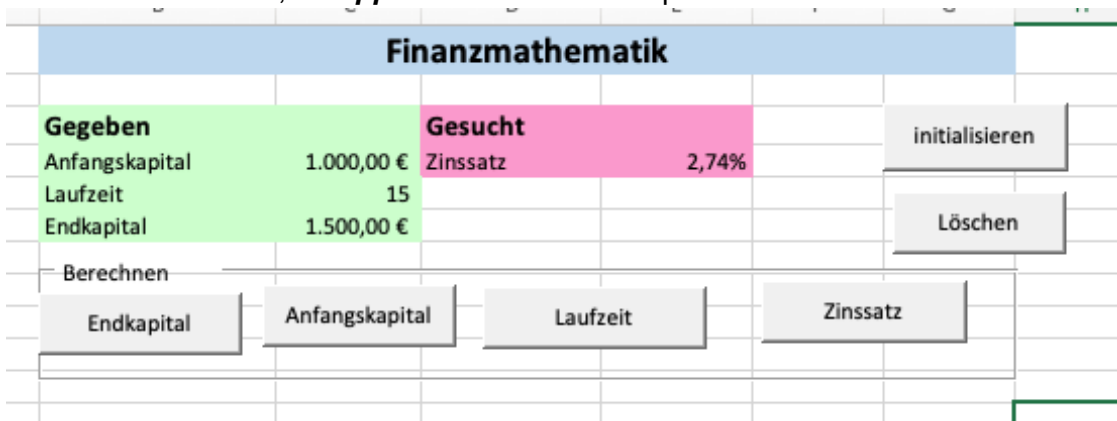 Finanzmathematik
Gegeben Gesucht
initialisieren
Anfangskapital 1.000,00 € Zinssatz 2,74%
Laufzeit 15
Endkapital 1.500,00 €
Löschen
Berechnen
Endkapital Anfangskapital Laufzeit Zinssatz